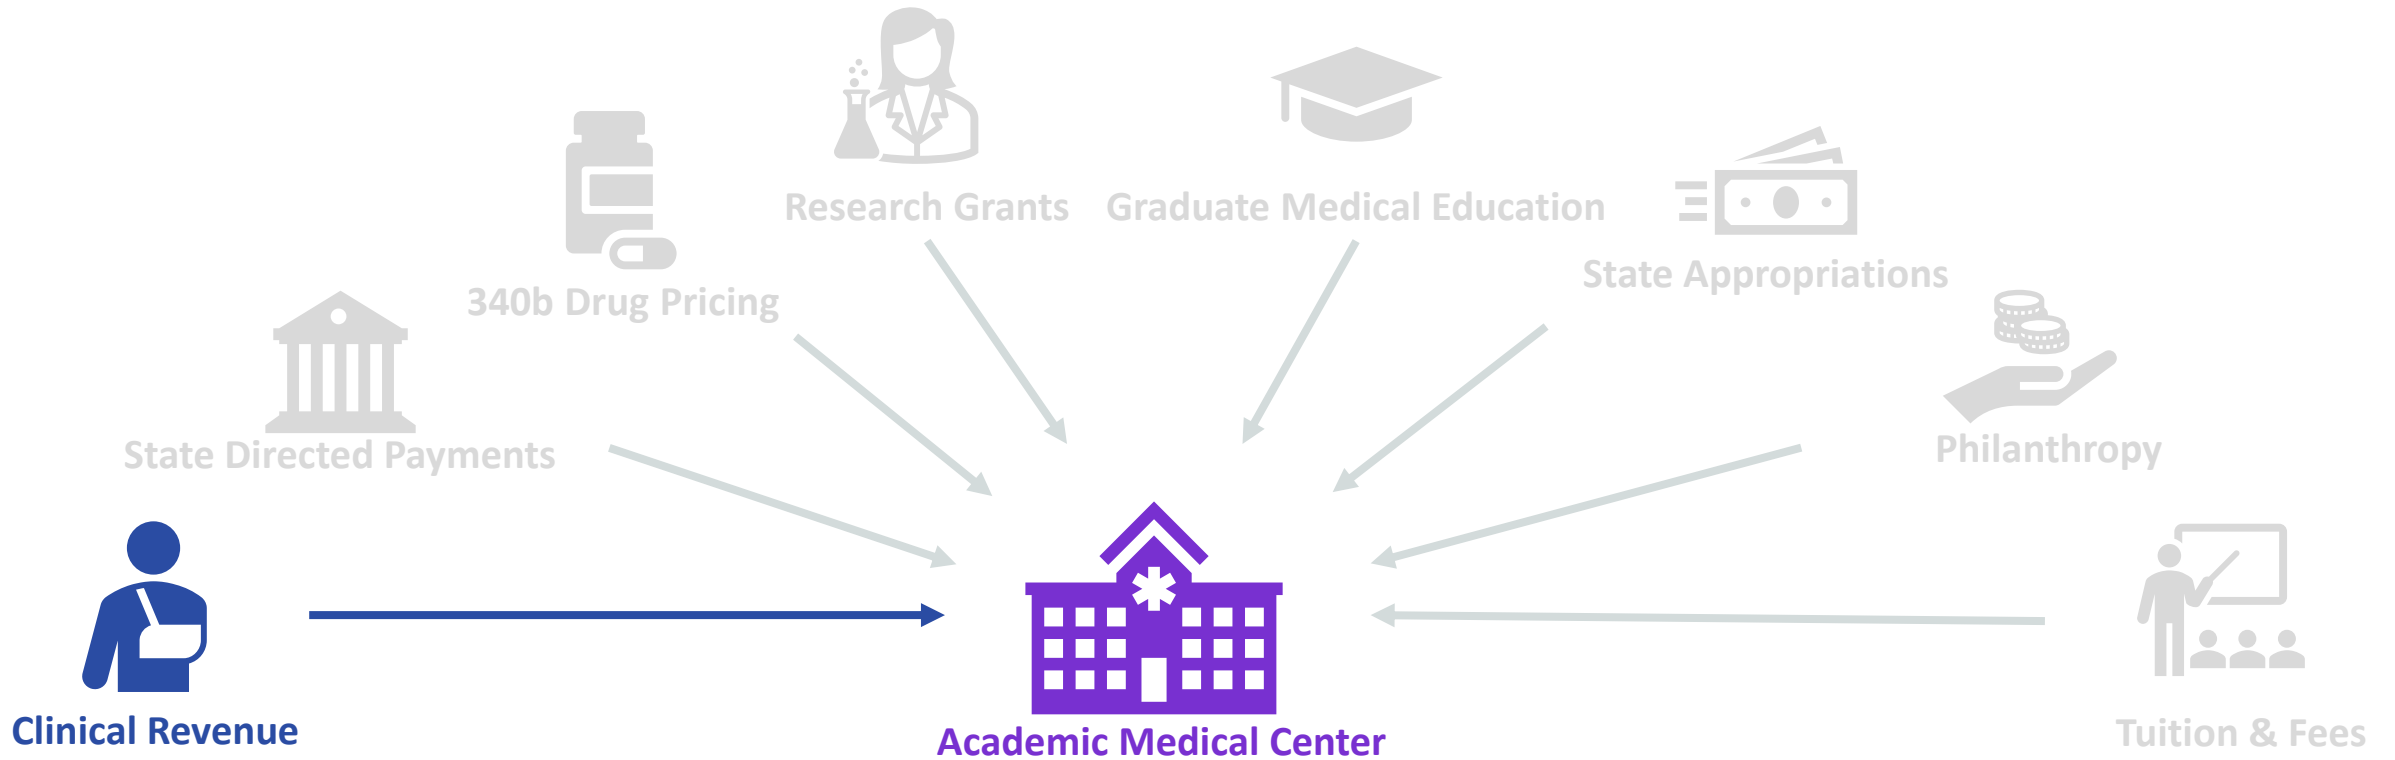 Research Grants
Graduate Medical Education
State Appropriations
340b Drug Pricing
State Directed Payments
Philanthropy
Clinical Revenue
Academic Medical Center
Tuition & Fees